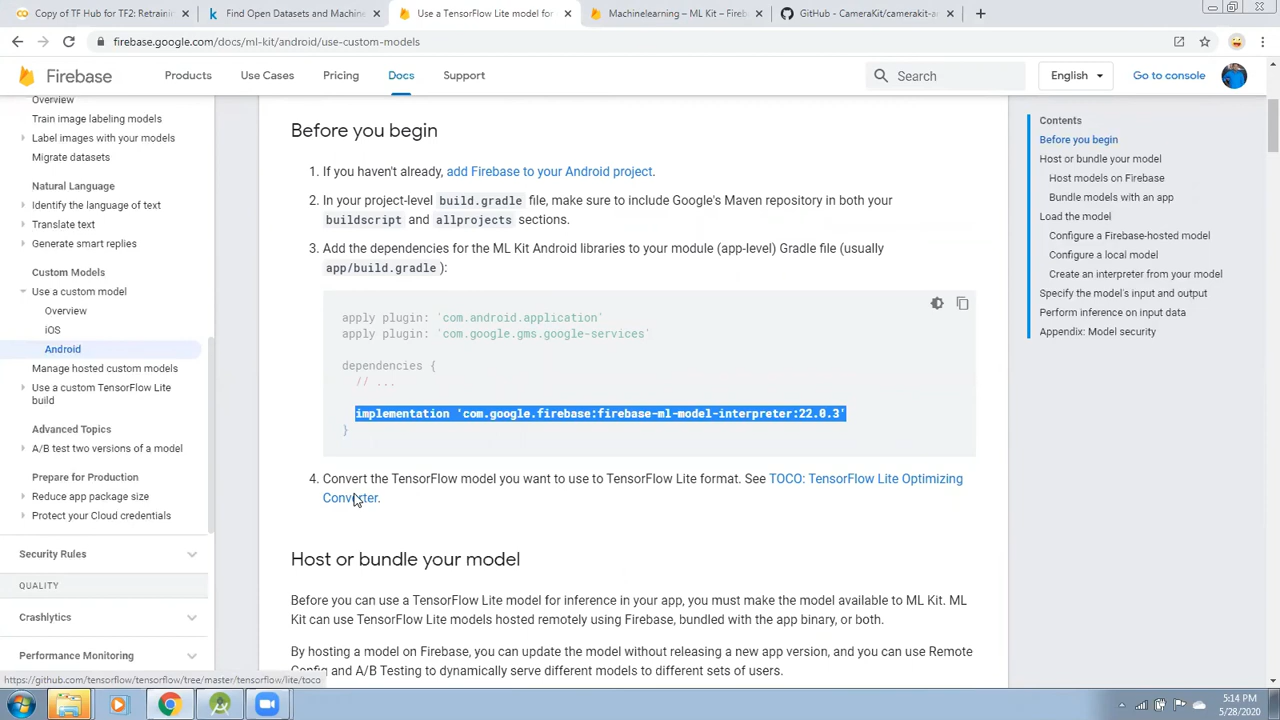 Copy of TF Hub for TF2: Retrainin
Find Open Datasets and Machine
Use a TensorFlow Lite model for
Machinelearning – ML Kit – Fireb
GitHub - CameraKit/camerakit-a
firebase.google.com/docs/ml-kit/android/use-custom-models
Firebase
Products
Use Cases
Pricing
Docs
Support
Search
English
Go to console
Overview
Train image labeling models
Label images with your models
Migrate datasets
Natural Language
Identify the language of text
Translate text
Generate smart replies
Custom Models
Use a custom model
Overview
iOS
Android
Manage hosted custom models
Use a custom TensorFlow Lite
build
Advanced Topics
A/B test two versions of a model
Prepare for Production
Reduce app package size
Protect your Cloud credentials
Security Rules
QUALITY
Crashlytics
Performance Monitoring
Before you begin
1. If you haven't already, add Firebase to your Android project.
2. In your project-level build.gradle file, make sure to include Google's Maven repository in both your
buildscript and allprojects sections.
3. Add the dependencies for the ML Kit Android libraries to your module (app-level) Gradle file (usually
app/build.gradle ):
apply plugin: 'com.android.application'
apply plugin: 'com.google.gms.google-services'
dependencies {
// ...
implementation 'com.google.firebase:firebase-ml-model-interpreter:22.0.3'
}
4. Convert the TensorFlow model you want to use to TensorFlow Lite format. See TOCO: TensorFlow Lite Optimizing
Converter.
Host or bundle your model
Before you can use a TensorFlow Lite model for inference in your app, you must make the model available to ML Kit. ML
Kit can use TensorFlow Lite models hosted remotely using Firebase, bundled with the app binary, or both.
By hosting a model on Firebase, you can update the model without releasing a new app version, and you can use Remote
Config and A/B Testing to dynamically serve different models to different sets of users.
Contents
Before you begin
Host or bundle your model
Host models on Firebase
Bundle models with an app
Load the model
Configure a Firebase-hosted model
Configure a local model
Create an interpreter from your model
Specify the model's input and output
Perform inference on input data
Appendix: Model security
https://github.com/tensorflow/tensorflow/tree/master/tensorflow/lite/toco
5:14 PM
5/28/2020